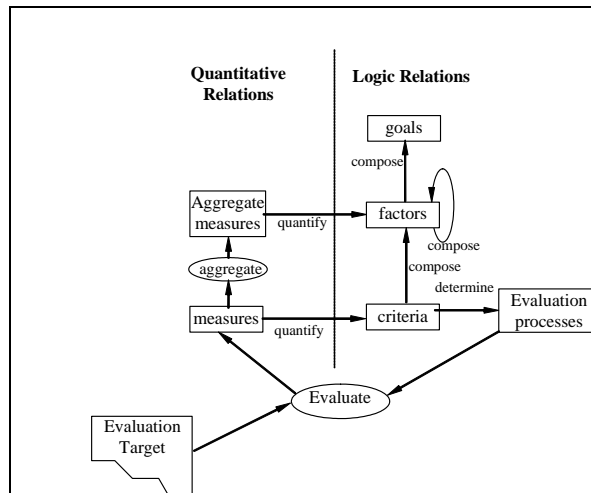 Quantitative
Relations
Logic Relations
goals
compose
Aggregate
measures
quantify
factors
compose
aggregate
compose
determine
measures
quantify
criteria
Evaluation
processes
Evaluate
Evaluation
Target